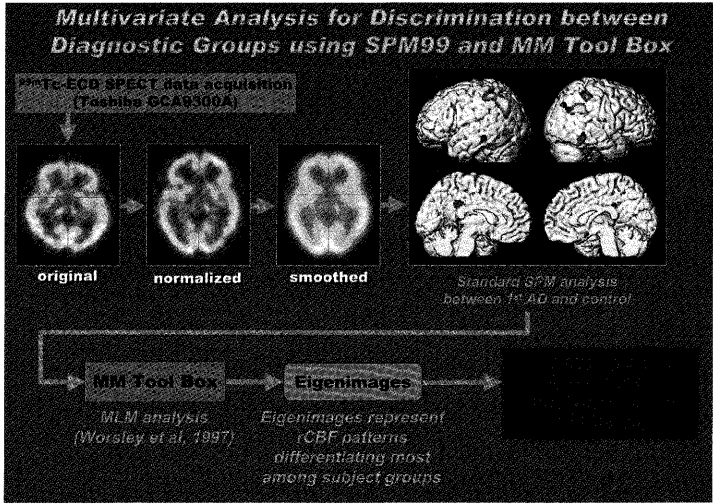 Multivariate Analysis for Discrimination between
Diagnostic Groups using SPM99 and MM Tool Box
99mTc-ECD SPECT data acquisition
(Toshiba GCA9300A)
original
normalized
smoothed
Standard SPM analysis
between 1st AD and control
MM Tool Box
Eigenimages
MLM analysis
(Worsley et al, 1997)
Eigenimages represent
rCBF patterns
differentiating most
among subject groups